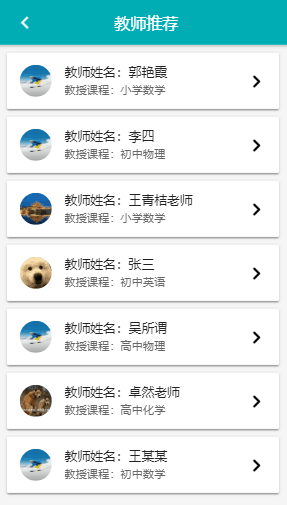 教师推荐
教师姓名：郭艳霞
教授课程：小学数学
教师姓名：李四
教授课程：初中物理
教师姓名：王青桔老师
教授课程：小学数学
教师姓名：张三
教授课程：初中英语
教师姓名：吴所谓
教授课程：高中物理
教师姓名：卓然老师
教授课程：高中化学
教师姓名：王某某
教授课程：初中数学